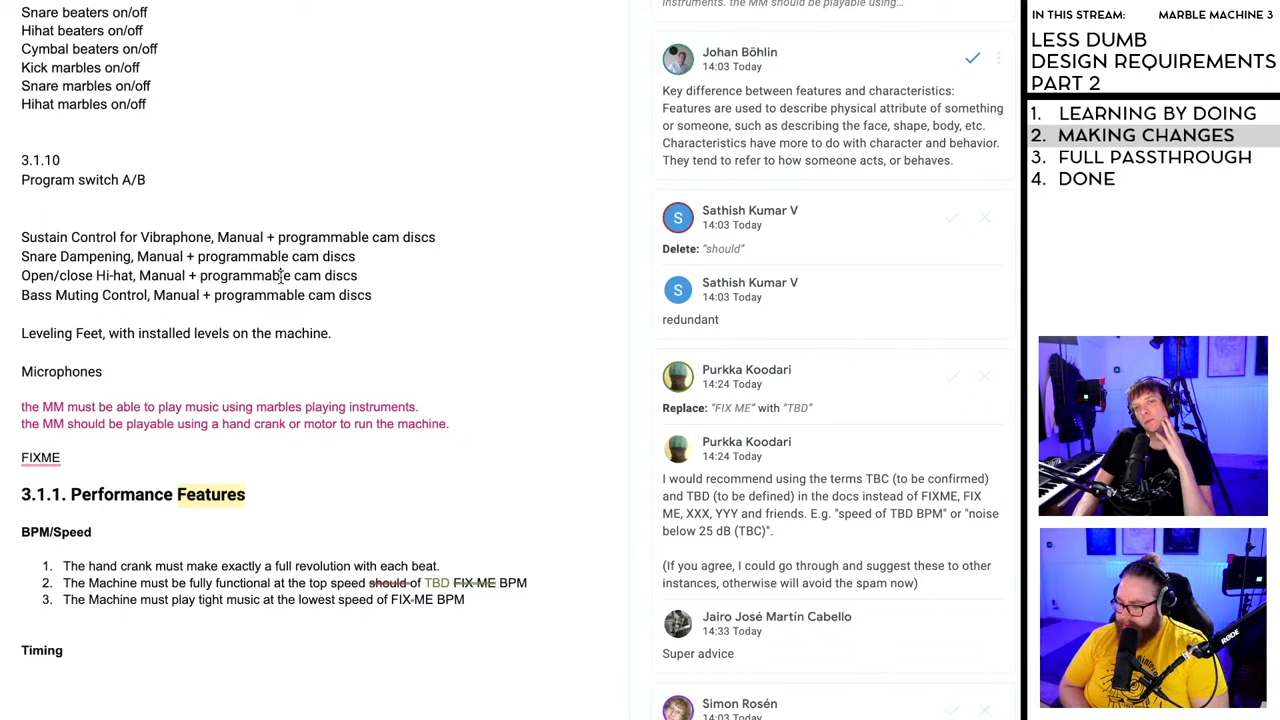 Snare beaters on/off
Hihat beaters on/off
Cymbal beaters on/off
Kick marbles on/off
Snare marbles on/off
Hihat marbles on/off
3.1.10
Program switch A/B
Sustain Control for Vibraphone, Manual + programmable cam discs
Snare Dampening, Manual + programmable cam discs
Open/close Hi-hat, Manual + programmable cam discs
Bass Muting Control, Manual + programmable cam discs
Leveling Feet, with installed levels on the machine.
Microphones
the MM must be able to play music using marbles playing instruments.
the MM should be playable using a hand crank or motor to run the machine.
FIXME
3.1.1. Performance Features
BPM/Speed
1. The hand crank must make exactly a full revolution with each beat.
2. The Machine must be fully functional at the top speed should of TBD FIX ME BPM
3. The Machine must play tight music at the lowest speed of FIX ME BPM
Timing
instruments. the MM should be playable using…
Johan Böhlin
14:03 Today
Key difference between features and characteristics:
Features are used to describe physical attribute of something
or someone, such as describing the face, shape, body, etc.
Characteristics have more to do with character and behavior.
They tend to refer to how someone acts, or behaves.
S
Sathish Kumar V
14:03 Today
Delete: "should"
S
Sathish Kumar V
14:03 Today
redundant
Purkka Koodari
14:24 Today
Replace: "FIX ME" with "TBD"
Purkka Koodari
14:24 Today
I would recommend using the terms TBC (to be confirmed)
and TBD (to be defined) in the docs instead of FIXME, FIX
ME, XXX, YYY and friends. E.g. "speed of TBD BPM" or "noise
below 25 dB (TBC)".
(If you agree, I could go through and suggest these to other
instances, otherwise will avoid the spam now)
Jairo José Martín Cabello
14:33 Today
Super advice
Simon Rosén
14:03 Today
IN THIS STREAM: MARBLE MACHINE 3
LESS DUMB
DESIGN REQUIREMENTS
PART 2
1. LEARNING BY DOING
2. MAKING CHANGES
3. FULL PASSTHROUGH
4. DONE
RØDE